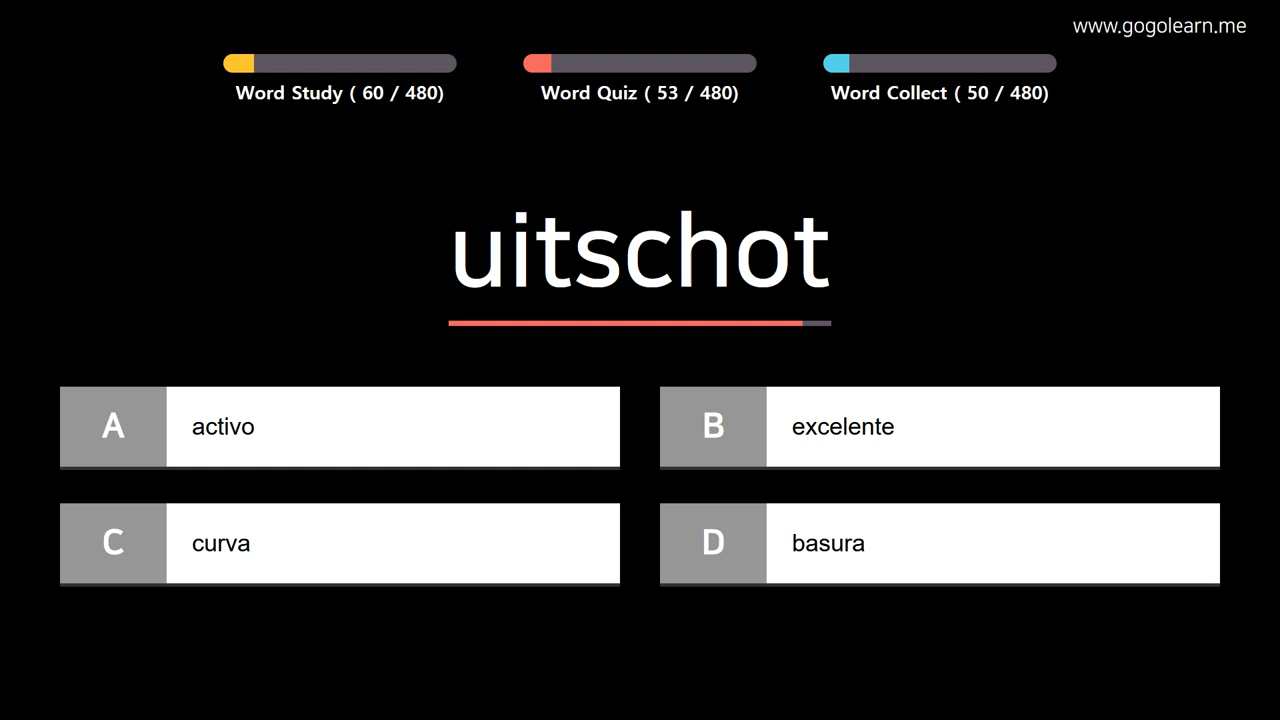 www.gogolearn.me
Word Study ( 60 / 480)
Word Quiz ( 53 / 480)
Word Collect ( 50 / 480)
uitschot
A activo
B excelente
C curva
D basura